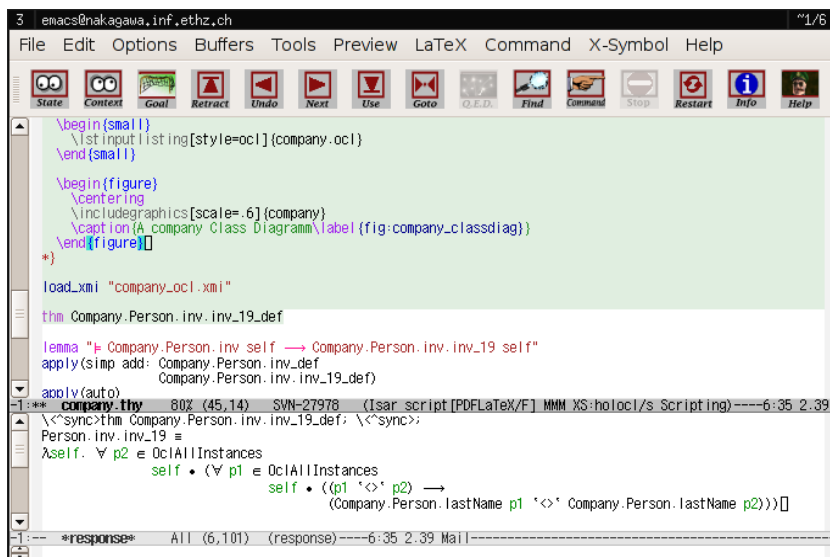 3 emacs@nakagawa.inf.ethz.ch ~1/6
File Edit Options Buffers Tools Preview LaTeX Command X-Symbol Help
State Context Goal Retract Undo Next Use Goto Q.E.D. Find Command Stop Restart Info Help
\begin{small}
\lstinputlisting[style=ocl]{company.ocl}
\end{small}
\begin{figure}
\centering
\includegraphics[scale=.6]{company}
\caption{A company Class Diagramm\label{fig:company_classdiag}}
\end{figure}
*}
load_xmi "company_ocl.xmi"
thm Company.Person.inv.inv_19_def
lemma "⊨ Company.Person.inv self ⟶ Company.Person.inv.inv_19 self"
apply(simp add: Company.Person.inv_def
Company.Person.inv.inv_19_def)
apply(auto)
-1:** company.thy 80% (45,14) SVN-27978 (Isar script[PDFLaTeX/F] MMM XS:holocl/s Scripting)----6:35 2.39
\<^sync>thm Company.Person.inv.inv_19_def; \<^sync>;
Person.inv.inv_19 ≡
λself. ∀ p2 ∈ OclAllInstances
self • (∀ p1 ∈ OclAllInstances
self • ((p1 '<>' p2) ⟶
(Company.Person.lastName p1 '<>' Company.Person.lastName p2)))
-1:-- *response* All (6,101) (response)----6:35 2.39 Mail-----------------------------------------------